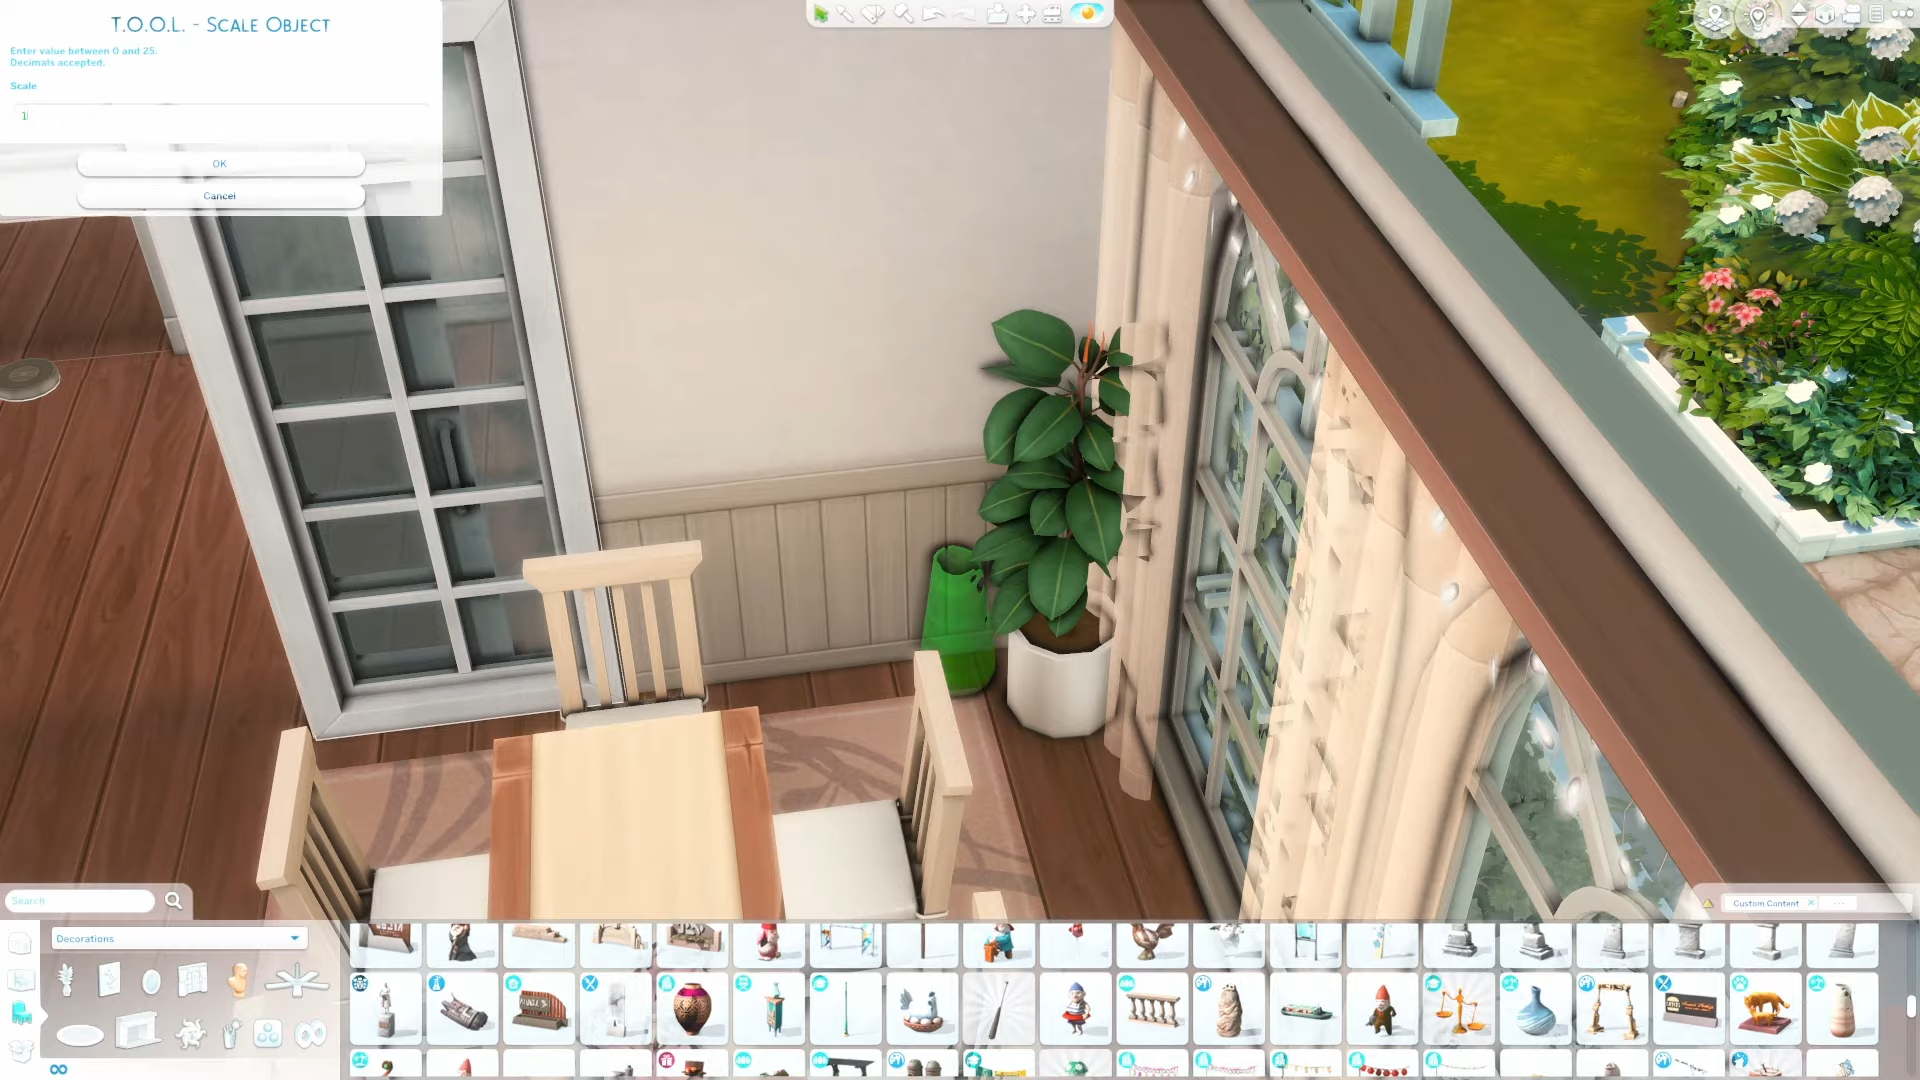 T.O.O.L. - Scale Object
Enter value between 0 and 25.
Decimals accepted.
Scale
1
OK
Cancel
Search
Custom Content
Decorations